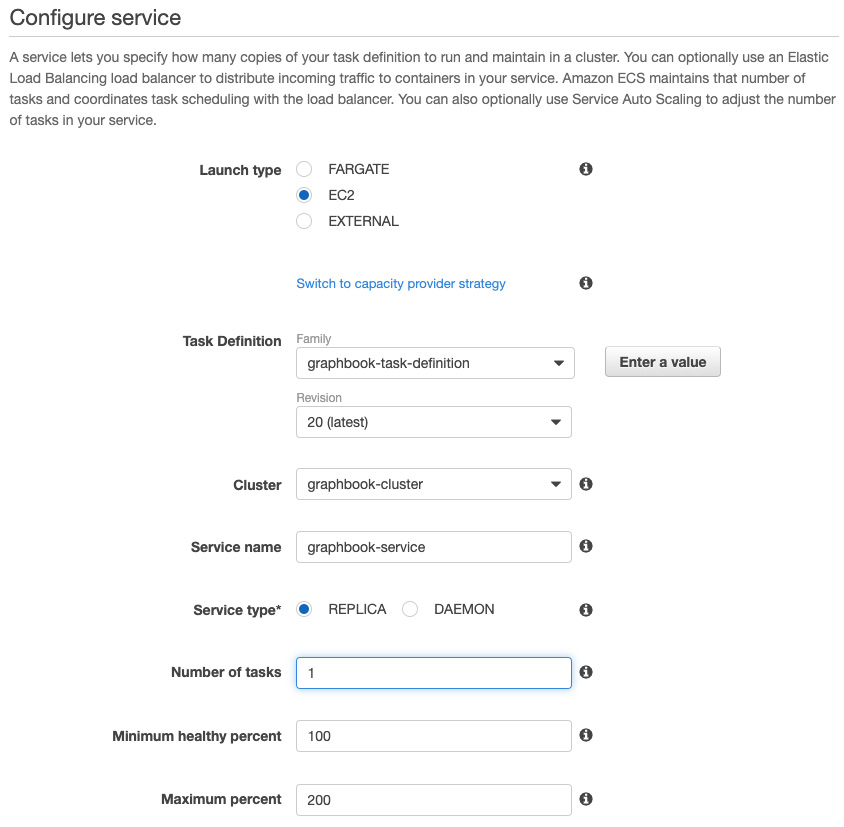 Configure service
A service lets you specify how many copies of your task definition to run and maintain in a cluster. You can optionally use an Elastic
Load Balancing load balancer to distribute incoming traffic to containers in your service. Amazon ECS maintains that number of
tasks and coordinates task scheduling with the load balancer. You can also optionally use Service Auto Scaling to adjust the number
of tasks in your service.
Launch type FARGATE
EC2
EXTERNAL
Switch to capacity provider strategy
Task Definition Family
graphbook-task-definition Enter a value
Revision
20 (latest)
Cluster graphbook-cluster
Service name graphbook-service
Service type* REPLICA DAEMON
Number of tasks 1
Minimum healthy percent 100
Maximum percent 200